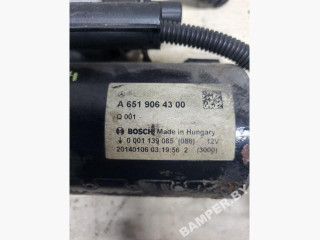 A 651 906 43 00
Q 001
BOSCH Made in Hungary
0 001 139 085 (086) 12V
20140106 03.19:56 2 (3000)
BAMPER.BY